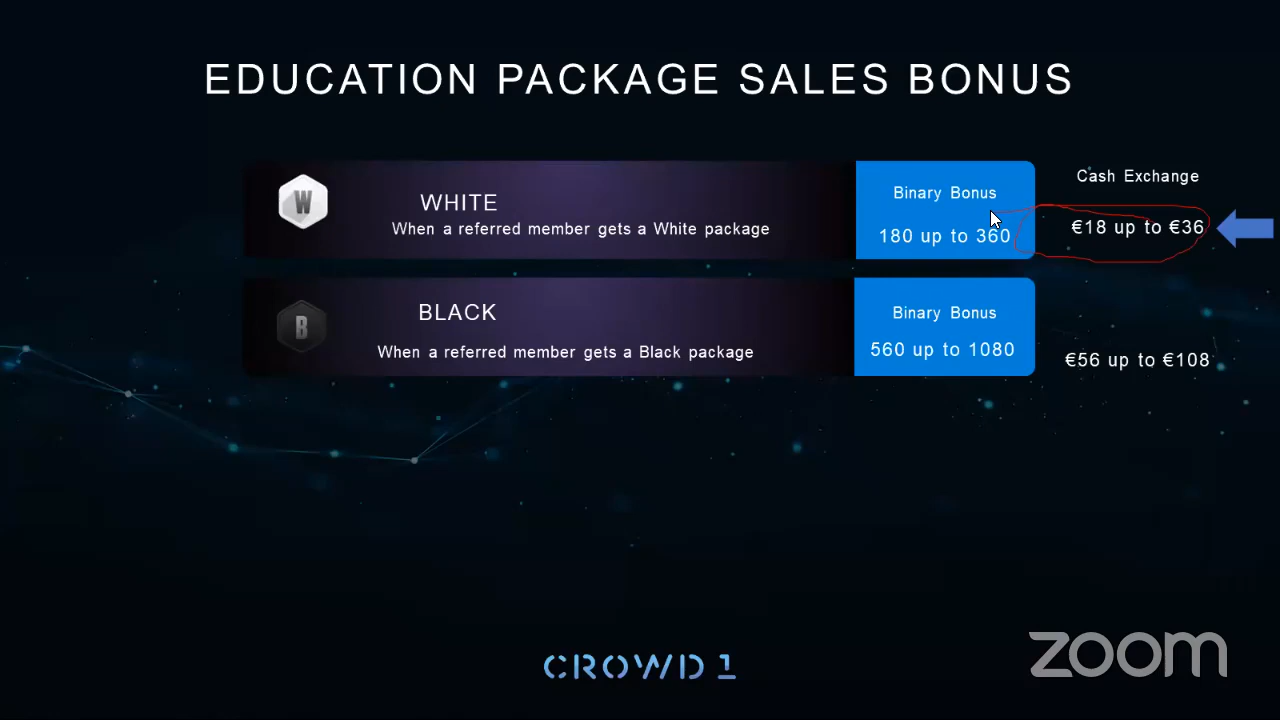 EDUCATION PACKAGE SALES BONUS
W
WHITE
When a referred member gets a White package
Binary Bonus
180 up to 360
Cash Exchange
€18 up to €36
B
BLACK
When a referred member gets a Black package
Binary Bonus
560 up to 1080
€56 up to €108
CROWD 1
zoom